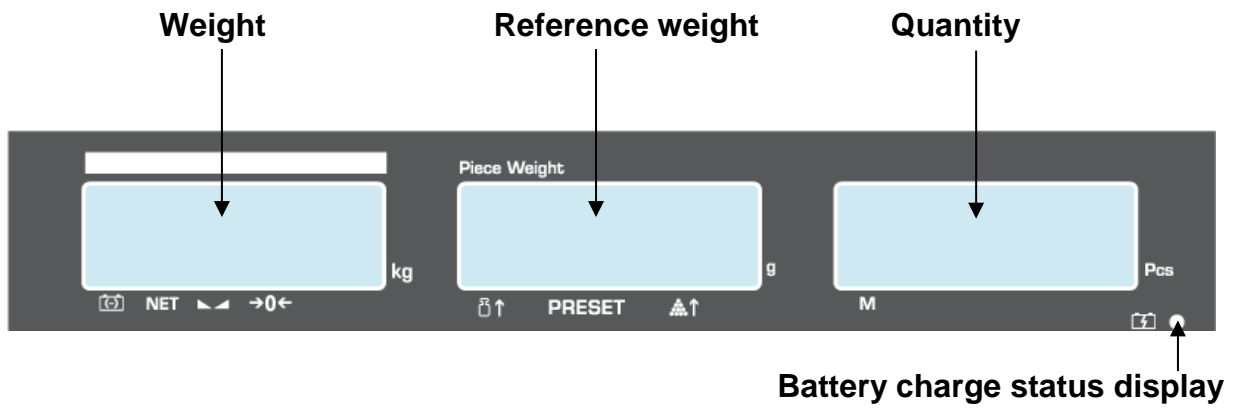 Weight Reference weight Quantity
Piece Weight
kg g Pcs
NET →0← ↑ PRESET ↑ M
Battery charge status display